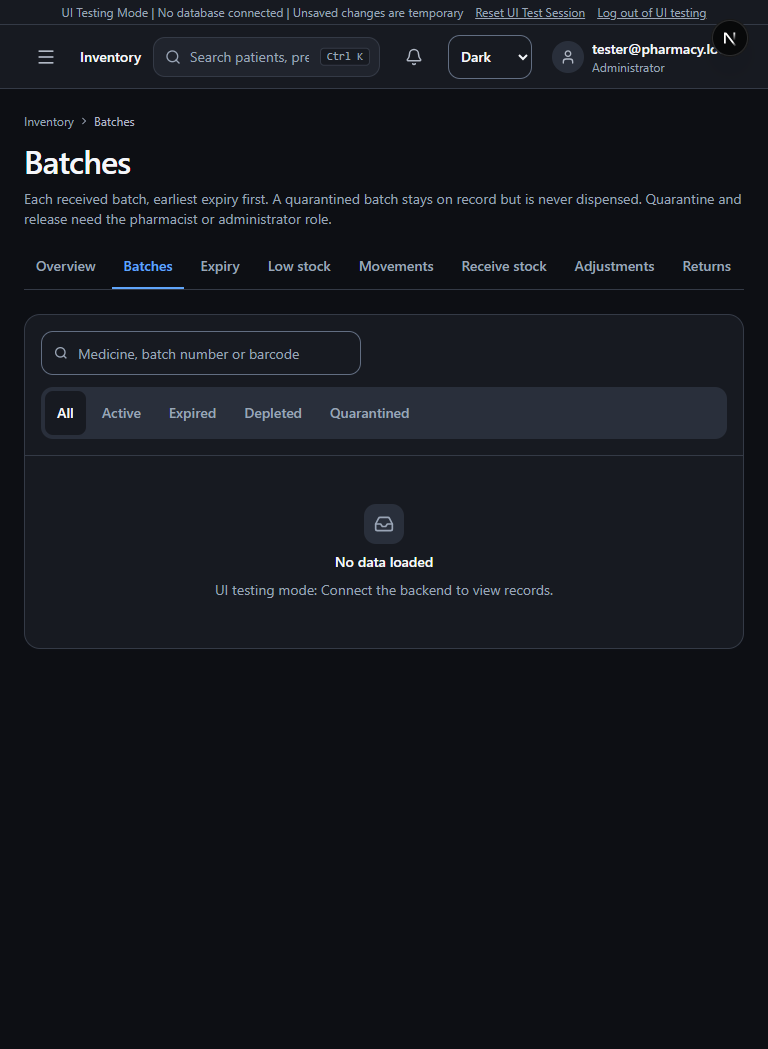 UI Testing Mode | No database connected | Unsaved changes are temporary Reset UI Test Session Log out of UI testing
Inventory
Search patients, pre
Ctrl K
Dark
tester@pharmacy.lo
Administrator
N
Inventory > Batches
Batches
Each received batch, earliest expiry first. A quarantined batch stays on record but is never dispensed. Quarantine and
release need the pharmacist or administrator role.
Overview Batches Expiry Low stock Movements Receive stock Adjustments Returns
Medicine, batch number or barcode
All Active Expired Depleted Quarantined
No data loaded
UI testing mode: Connect the backend to view records.